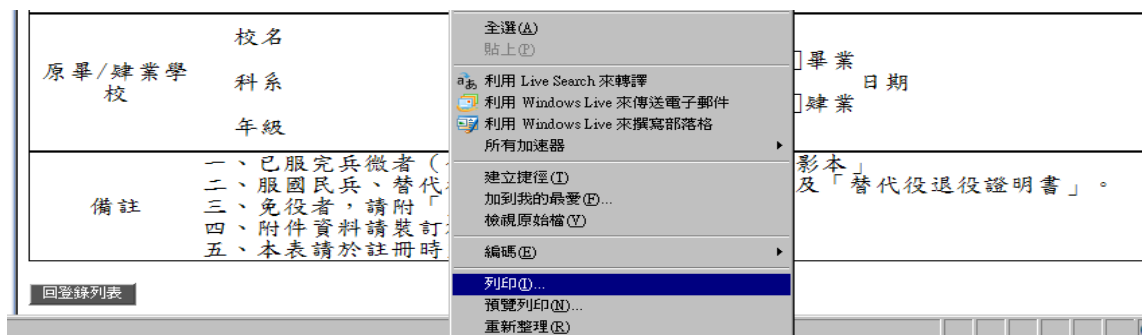 校名
原畢/肄業學
校
科系
年級
畢業
日期
肄業
備註
一、已服完兵微者（
影本」
二、服國民兵、替代
及「替代役退役證明書」。
三、免役者，請附「
四、附件資料請裝訂
五、本表請於註冊時
回登錄列表
全選(A)
貼上(P)
利用 Live Search 來轉譯
利用 Windows Live 來傳送電子郵件
利用 Windows Live 來撰寫部落格
所有加速器
建立捷徑(T)
加到我的最愛(F)...
檢視原始檔(V)
編碼(E)
列印(I)...
預覽列印(N)...
重新整理(R)